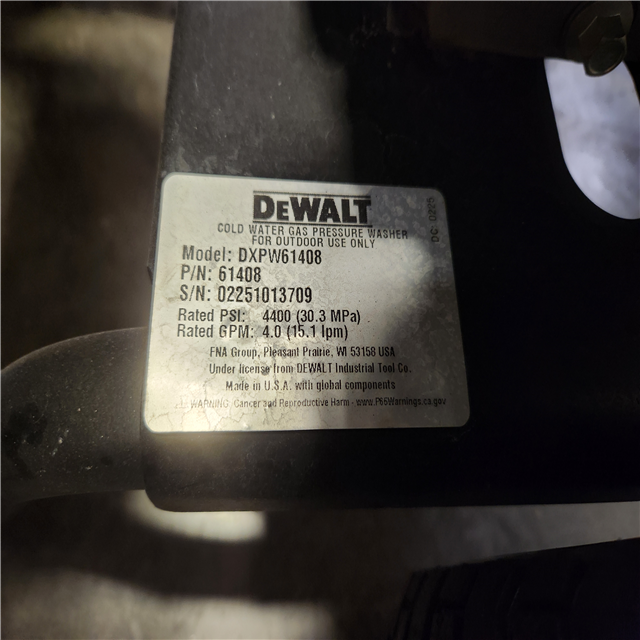 DEWALT
COLD WATER GAS PRESSURE WASHER
FOR OUTDOOR USE ONLY
Model: DXPW61408
P/N: 61408
S/N: 02251013709
Rated PSI: 4400 (30.3 MPa)
Rated GPM: 4.0 (15.1 lpm)
FNA Group, Pleasant Prairie, WI 53158 USA
Under license from DEWALT Industrial Tool Co.
Made in U.S.A. with global components
⚠ WARNING: Cancer and Reproductive Harm - www.P65Warnings.ca.gov
DC 0225